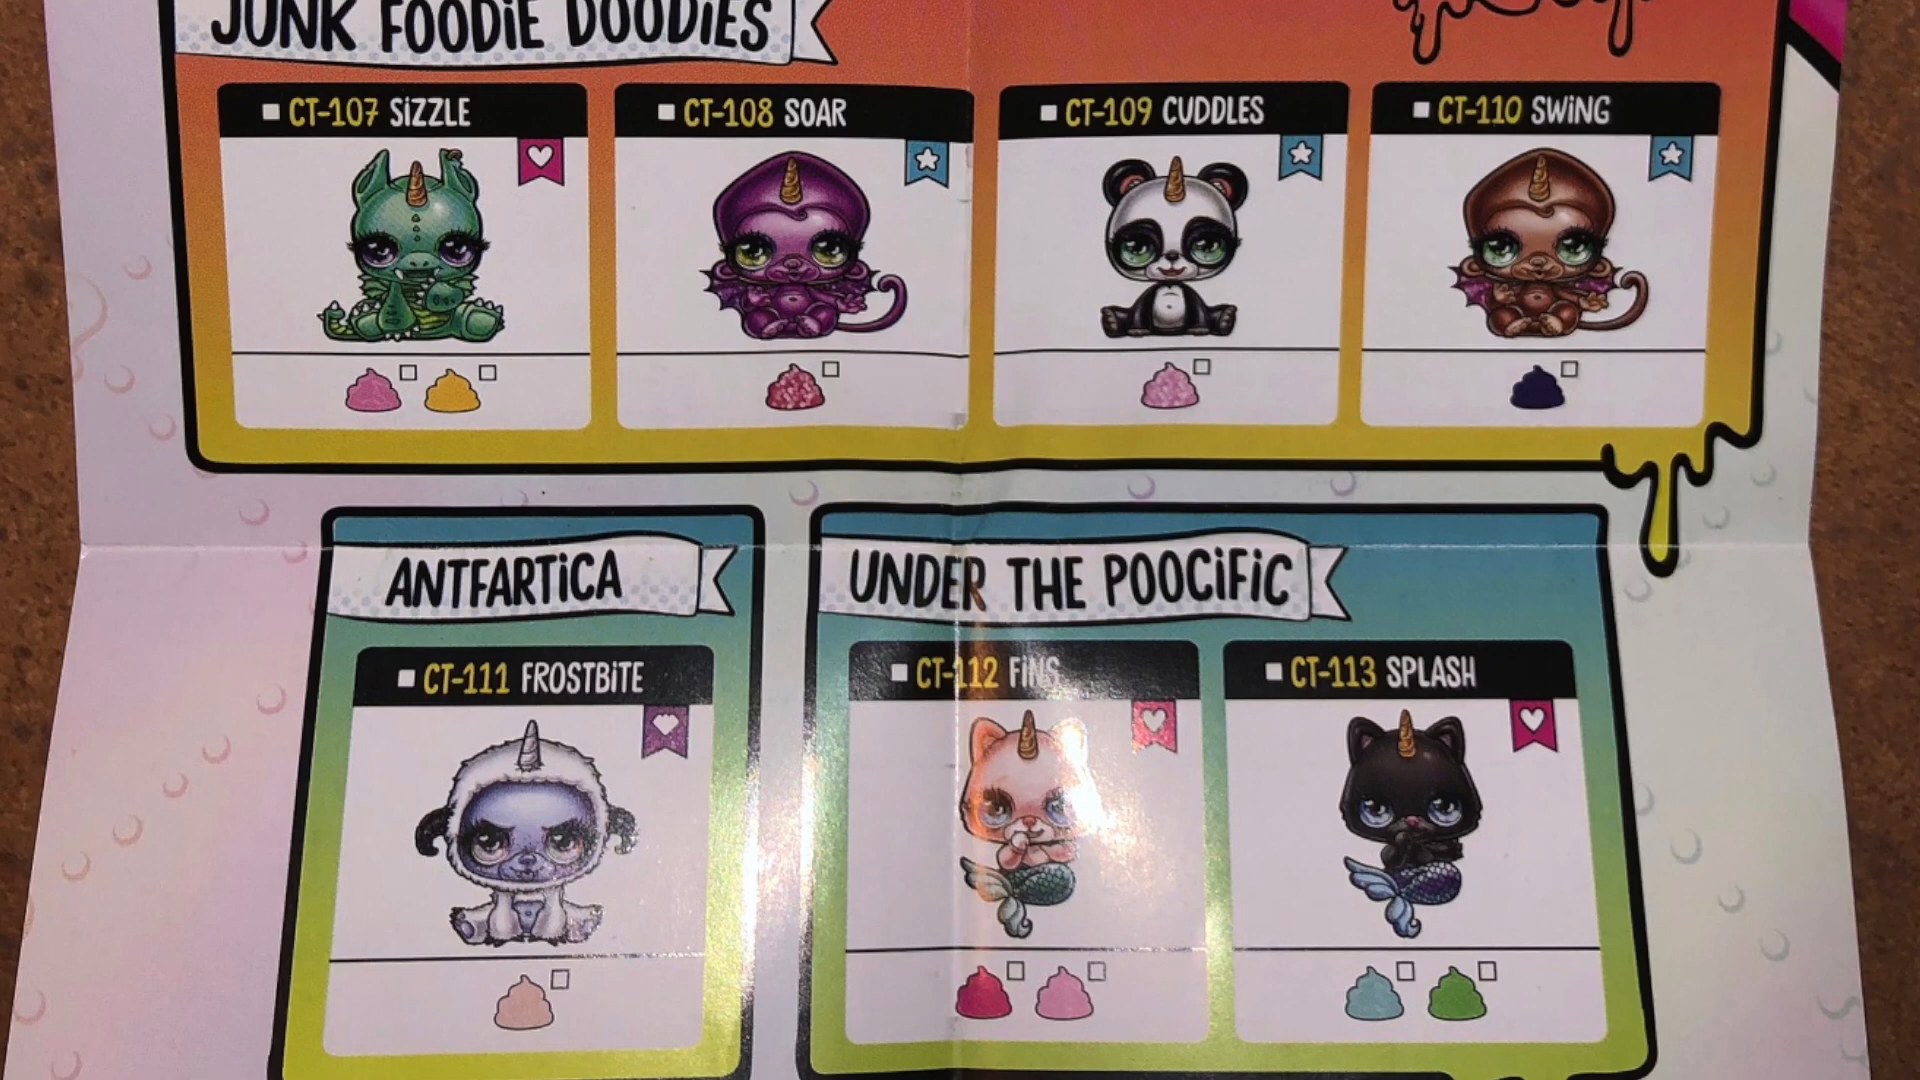 JUNK FOODiE DOODiES
CT-107 SiZZLE
CT-108 SOAR
CT-109 CUDDLES
CT-110 SWiNG
ANTFARTiCA
UNDER THE POOCiFiC
CT-111 FROSTBiTE
CT-112 FiNS
CT-113 SPLASH